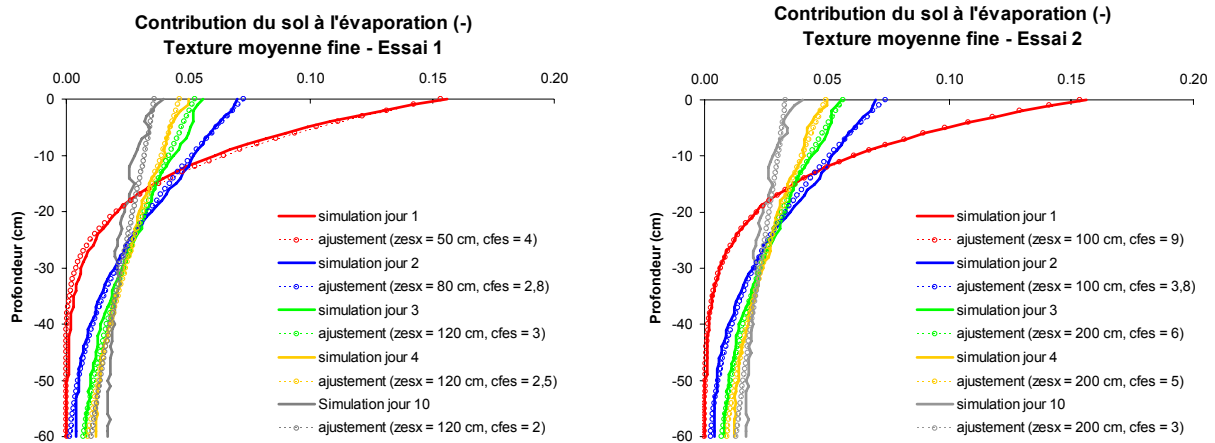 Contribution du sol à l'évaporation (-)
Texture moyenne fine - Essai 1
0.00 0.05 0.10 0.15 0.20
0
-10
-20
-30
-40
-50
-60
Profondeur (cm)
simulation jour 1
ajustement (zesx = 50 cm, cfes = 4)
simulation jour 2
ajustement (zesx = 80 cm, cfes = 2,8)
simulation jour 3
ajustement (zesx = 120 cm, cfes = 3)
simulation jour 4
ajustement (zesx = 120 cm, cfes = 2,5)
Simulation jour 10
ajustement (zesx = 120 cm, cfes = 2)
Contribution du sol à l'évaporation (-)
Texture moyenne fine - Essai 2
0.00 0.05 0.10 0.15 0.20
0
-10
-20
-30
-40
-50
-60
Profondeur (cm)
simulation jour 1
ajustement (zesx = 100 cm, cfes = 9)
simulation jour 2
ajustement (zesx = 100 cm, cfes = 3,8)
simulation jour 3
ajustement (zesx = 200 cm, cfes = 6)
simulation jour 4
ajustement (zesx = 200 cm, cfes = 5)
simulation jour 10
ajustement (zesx = 200 cm, cfes = 3)